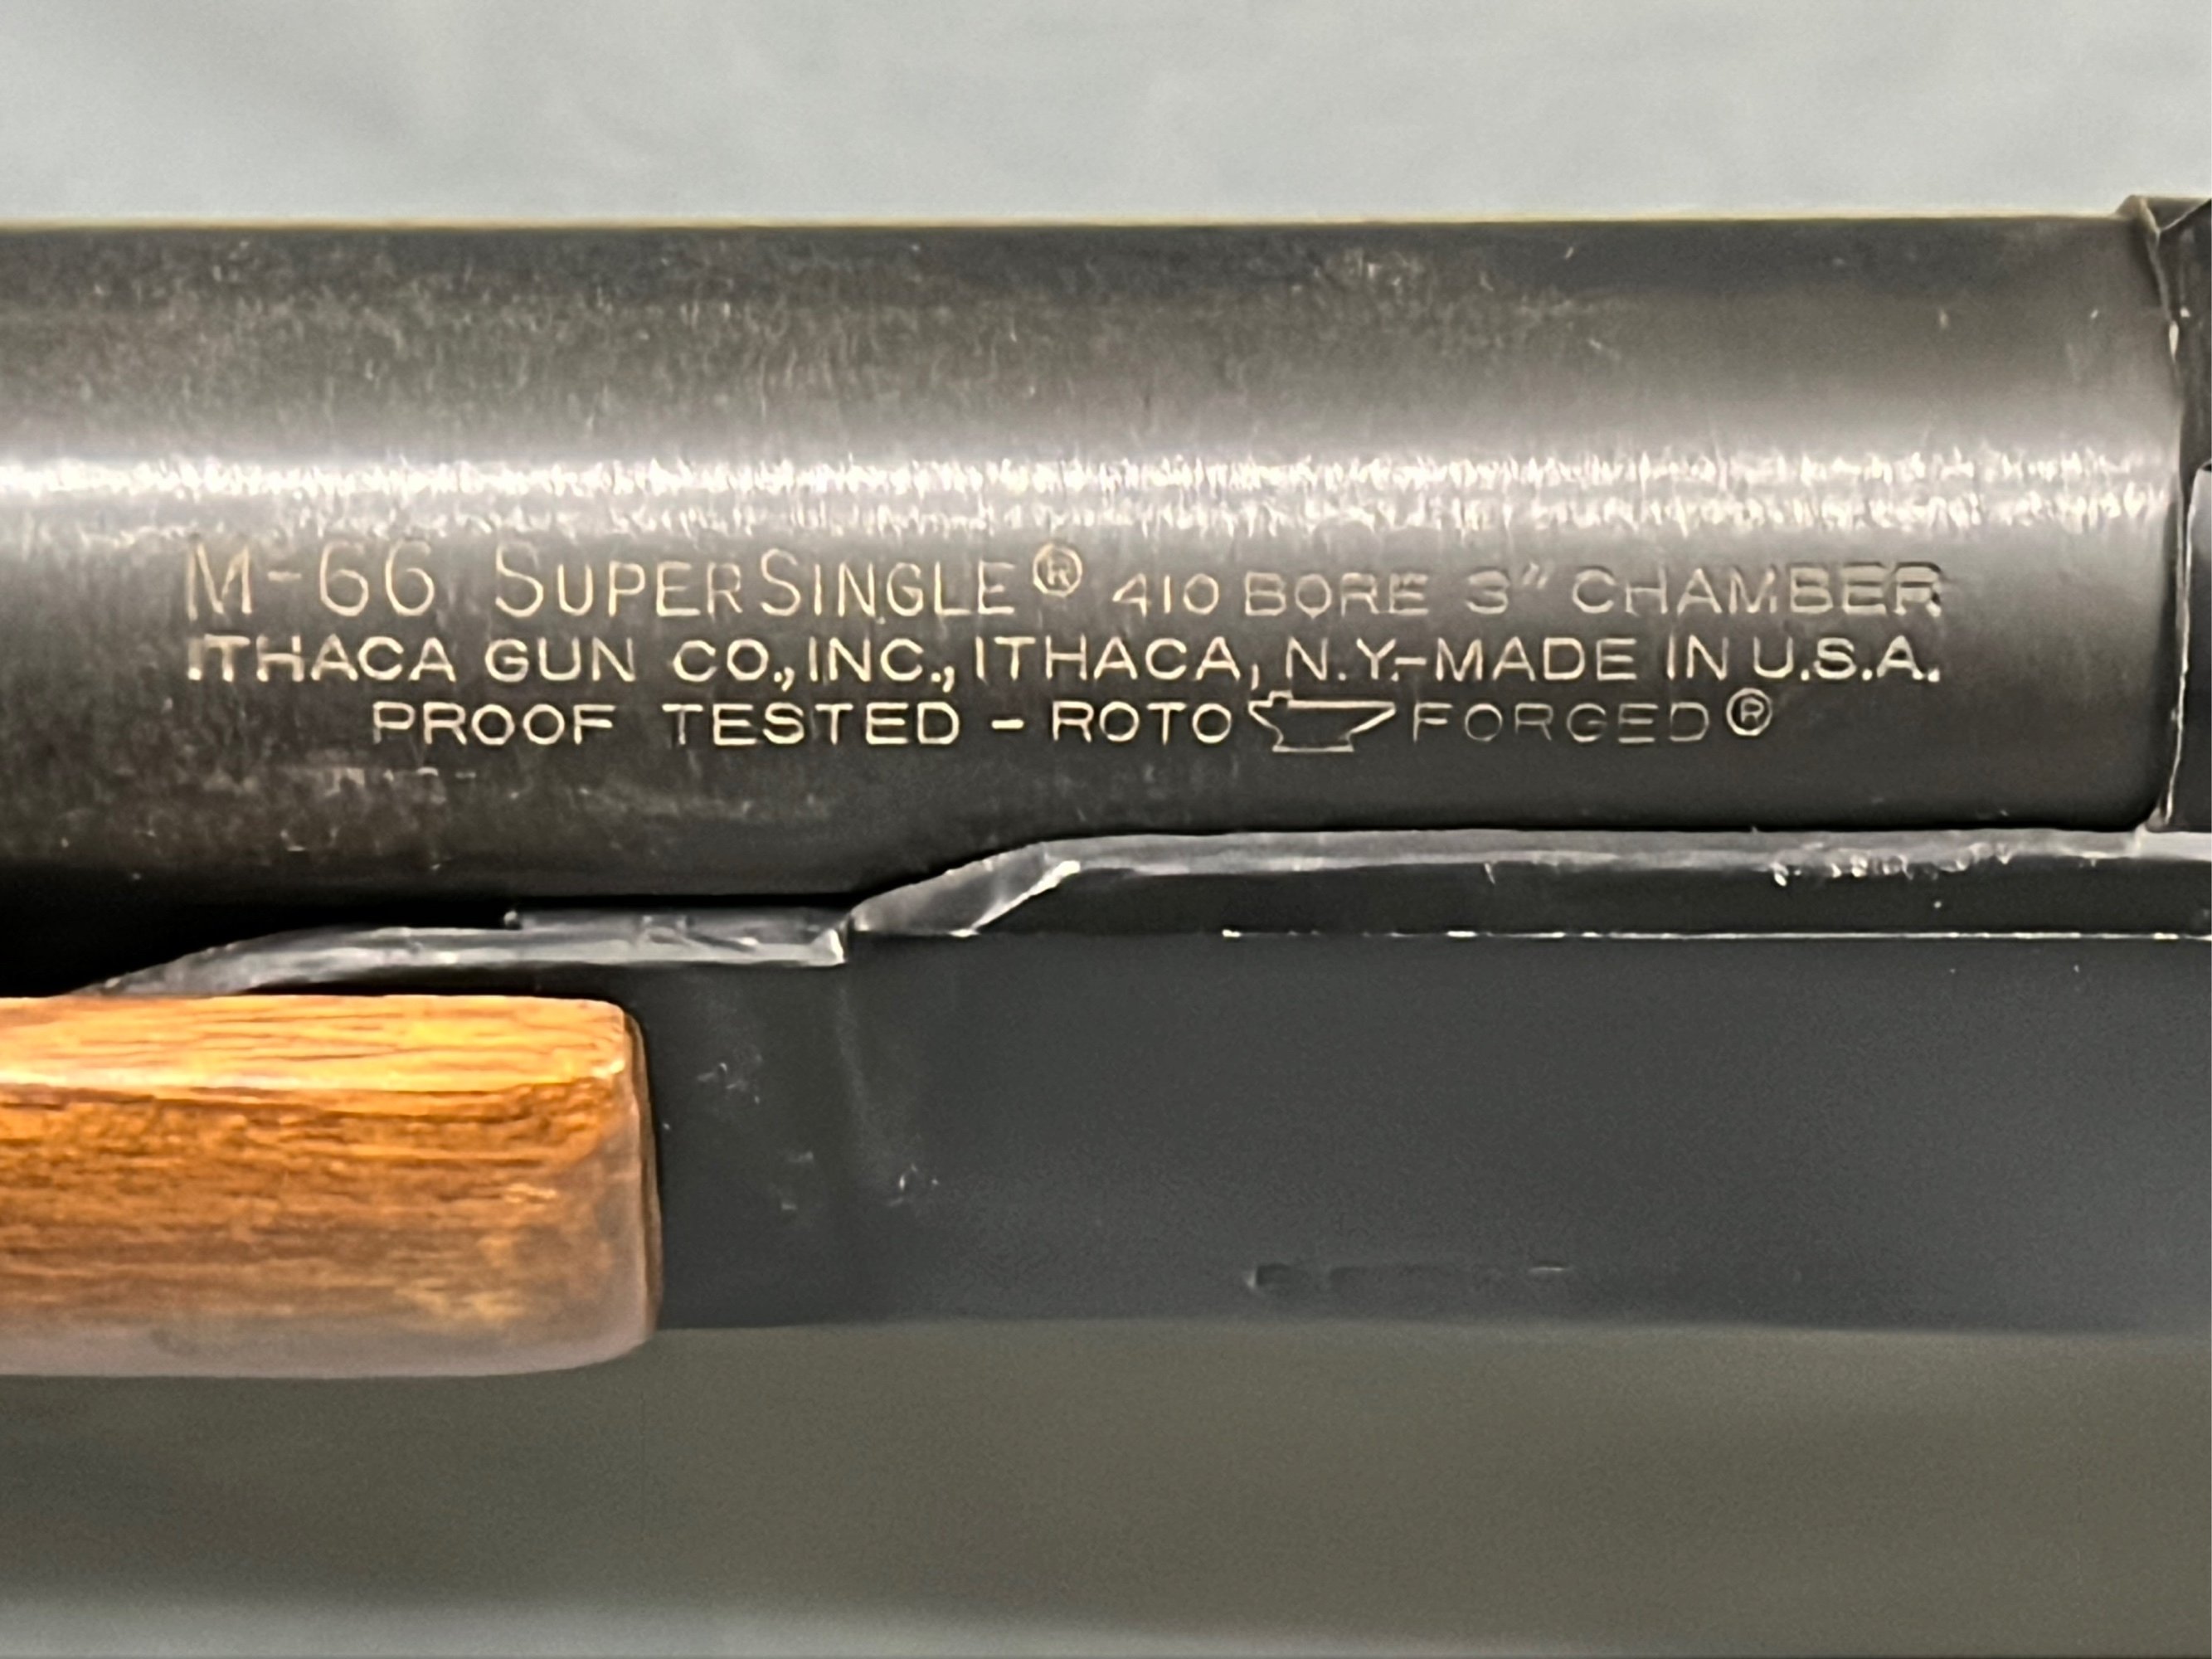 M-66 SUPERSINGLE® 410 BORE 3" CHAMBER
ITHACA GUN CO., INC., ITHACA, N.Y.-MADE IN U.S.A.
PROOF TESTED - ROTO FORGED®